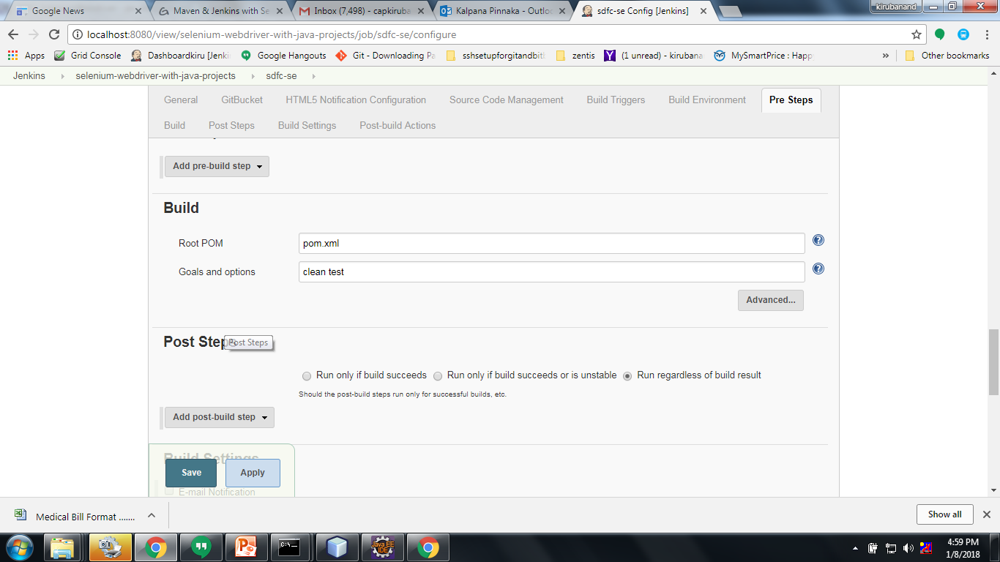 Google News Maven & Jenkins with Se Inbox (7,498) - capkiruba Kalpana Pinnaka - Outloo sdfc-se Config [Jenkins] kirubanand
localhost:8080/view/selenium-webdriver-with-java-projects/job/sdfc-se/configure
Apps Grid Console Dashboardkiru [Jenki Google Hangouts Git - Downloading Pa sshsetupforgitandbitb zentis (1 unread) - kirubana MySmartPrice : Happ » Other bookmarks
Jenkins selenium-webdriver-with-java-projects sdfc-se
General GitBucket HTML5 Notification Configuration Source Code Management Build Triggers Build Environment Pre Steps
Build Post Steps Build Settings Post-build Actions
Add pre-build step
Build
Root POM pom.xml
Goals and options clean test
Advanced...
Post Steps Post Steps
Run only if build succeeds Run only if build succeeds or is unstable Run regardless of build result
Should the post-build steps run only for successful builds, etc.
Add post-build step
Build Settings
Save Apply
E-mail Notification
Medical Bill Format ....... Show all
Java EE
IDE
4:59 PM
1/8/2018